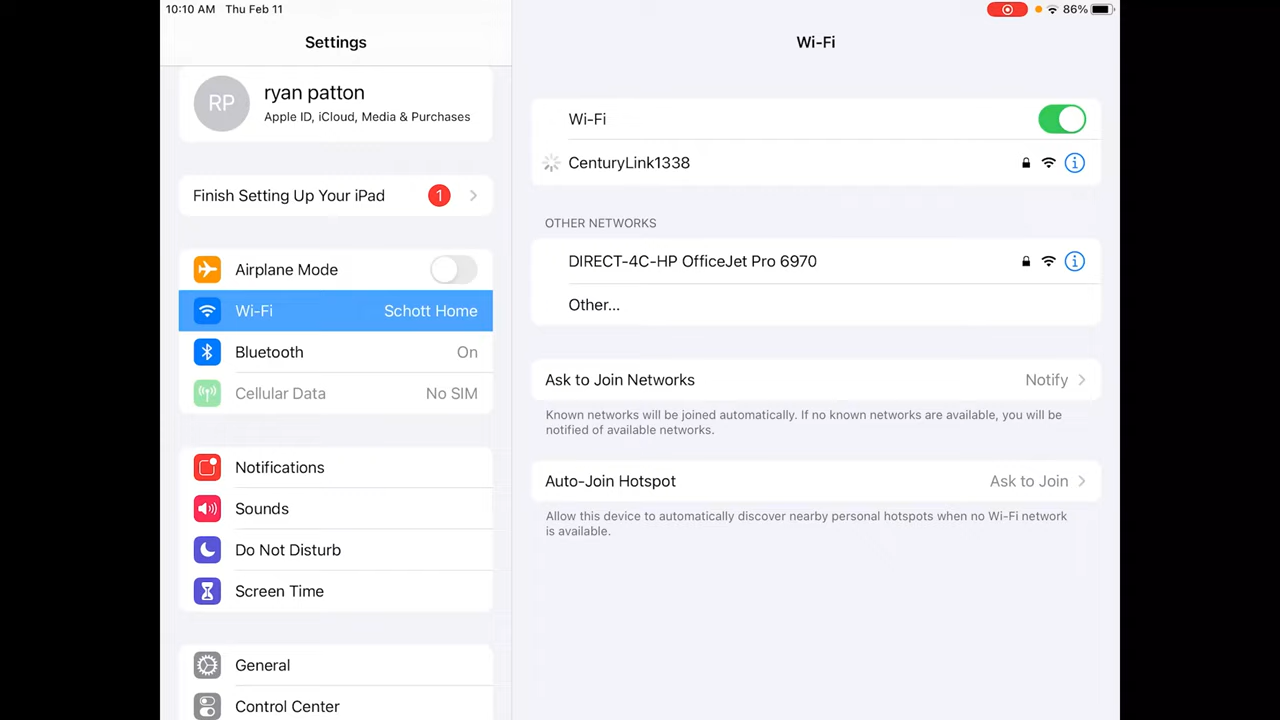 10:10 AM Thu Feb 11
86%
Settings
RP
ryan patton
Apple ID, iCloud, Media & Purchases
Finish Setting Up Your iPad 1
Airplane Mode
Wi-Fi Schott Home
Bluetooth On
Cellular Data No SIM
Notifications
Sounds
Do Not Disturb
Screen Time
General
Control Center
Wi-Fi
Wi-Fi
CenturyLink1338
OTHER NETWORKS
DIRECT-4C-HP OfficeJet Pro 6970
Other...
Ask to Join Networks Notify
Known networks will be joined automatically. If no known networks are available, you will be
notified of available networks.
Auto-Join Hotspot Ask to Join
Allow this device to automatically discover nearby personal hotspots when no Wi-Fi network
is available.